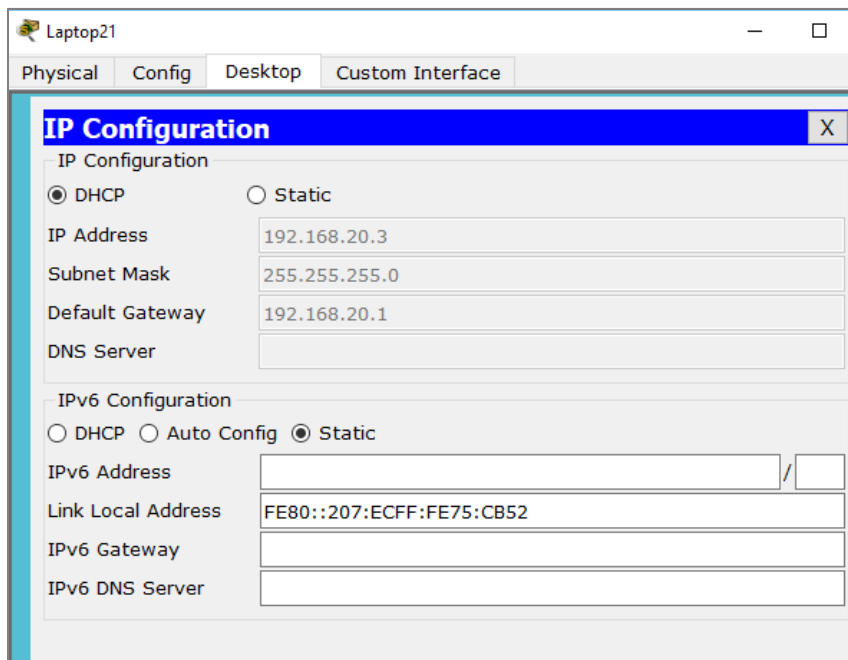 Laptop21
Physical Config Desktop Custom Interface
IP Configuration X
IP Configuration
DHCP Static
IP Address 192.168.20.3
Subnet Mask 255.255.255.0
Default Gateway 192.168.20.1
DNS Server
IPv6 Configuration
DHCP Auto Config Static
IPv6 Address /
Link Local Address FE80::207:ECFF:FE75:CB52
IPv6 Gateway
IPv6 DNS Server